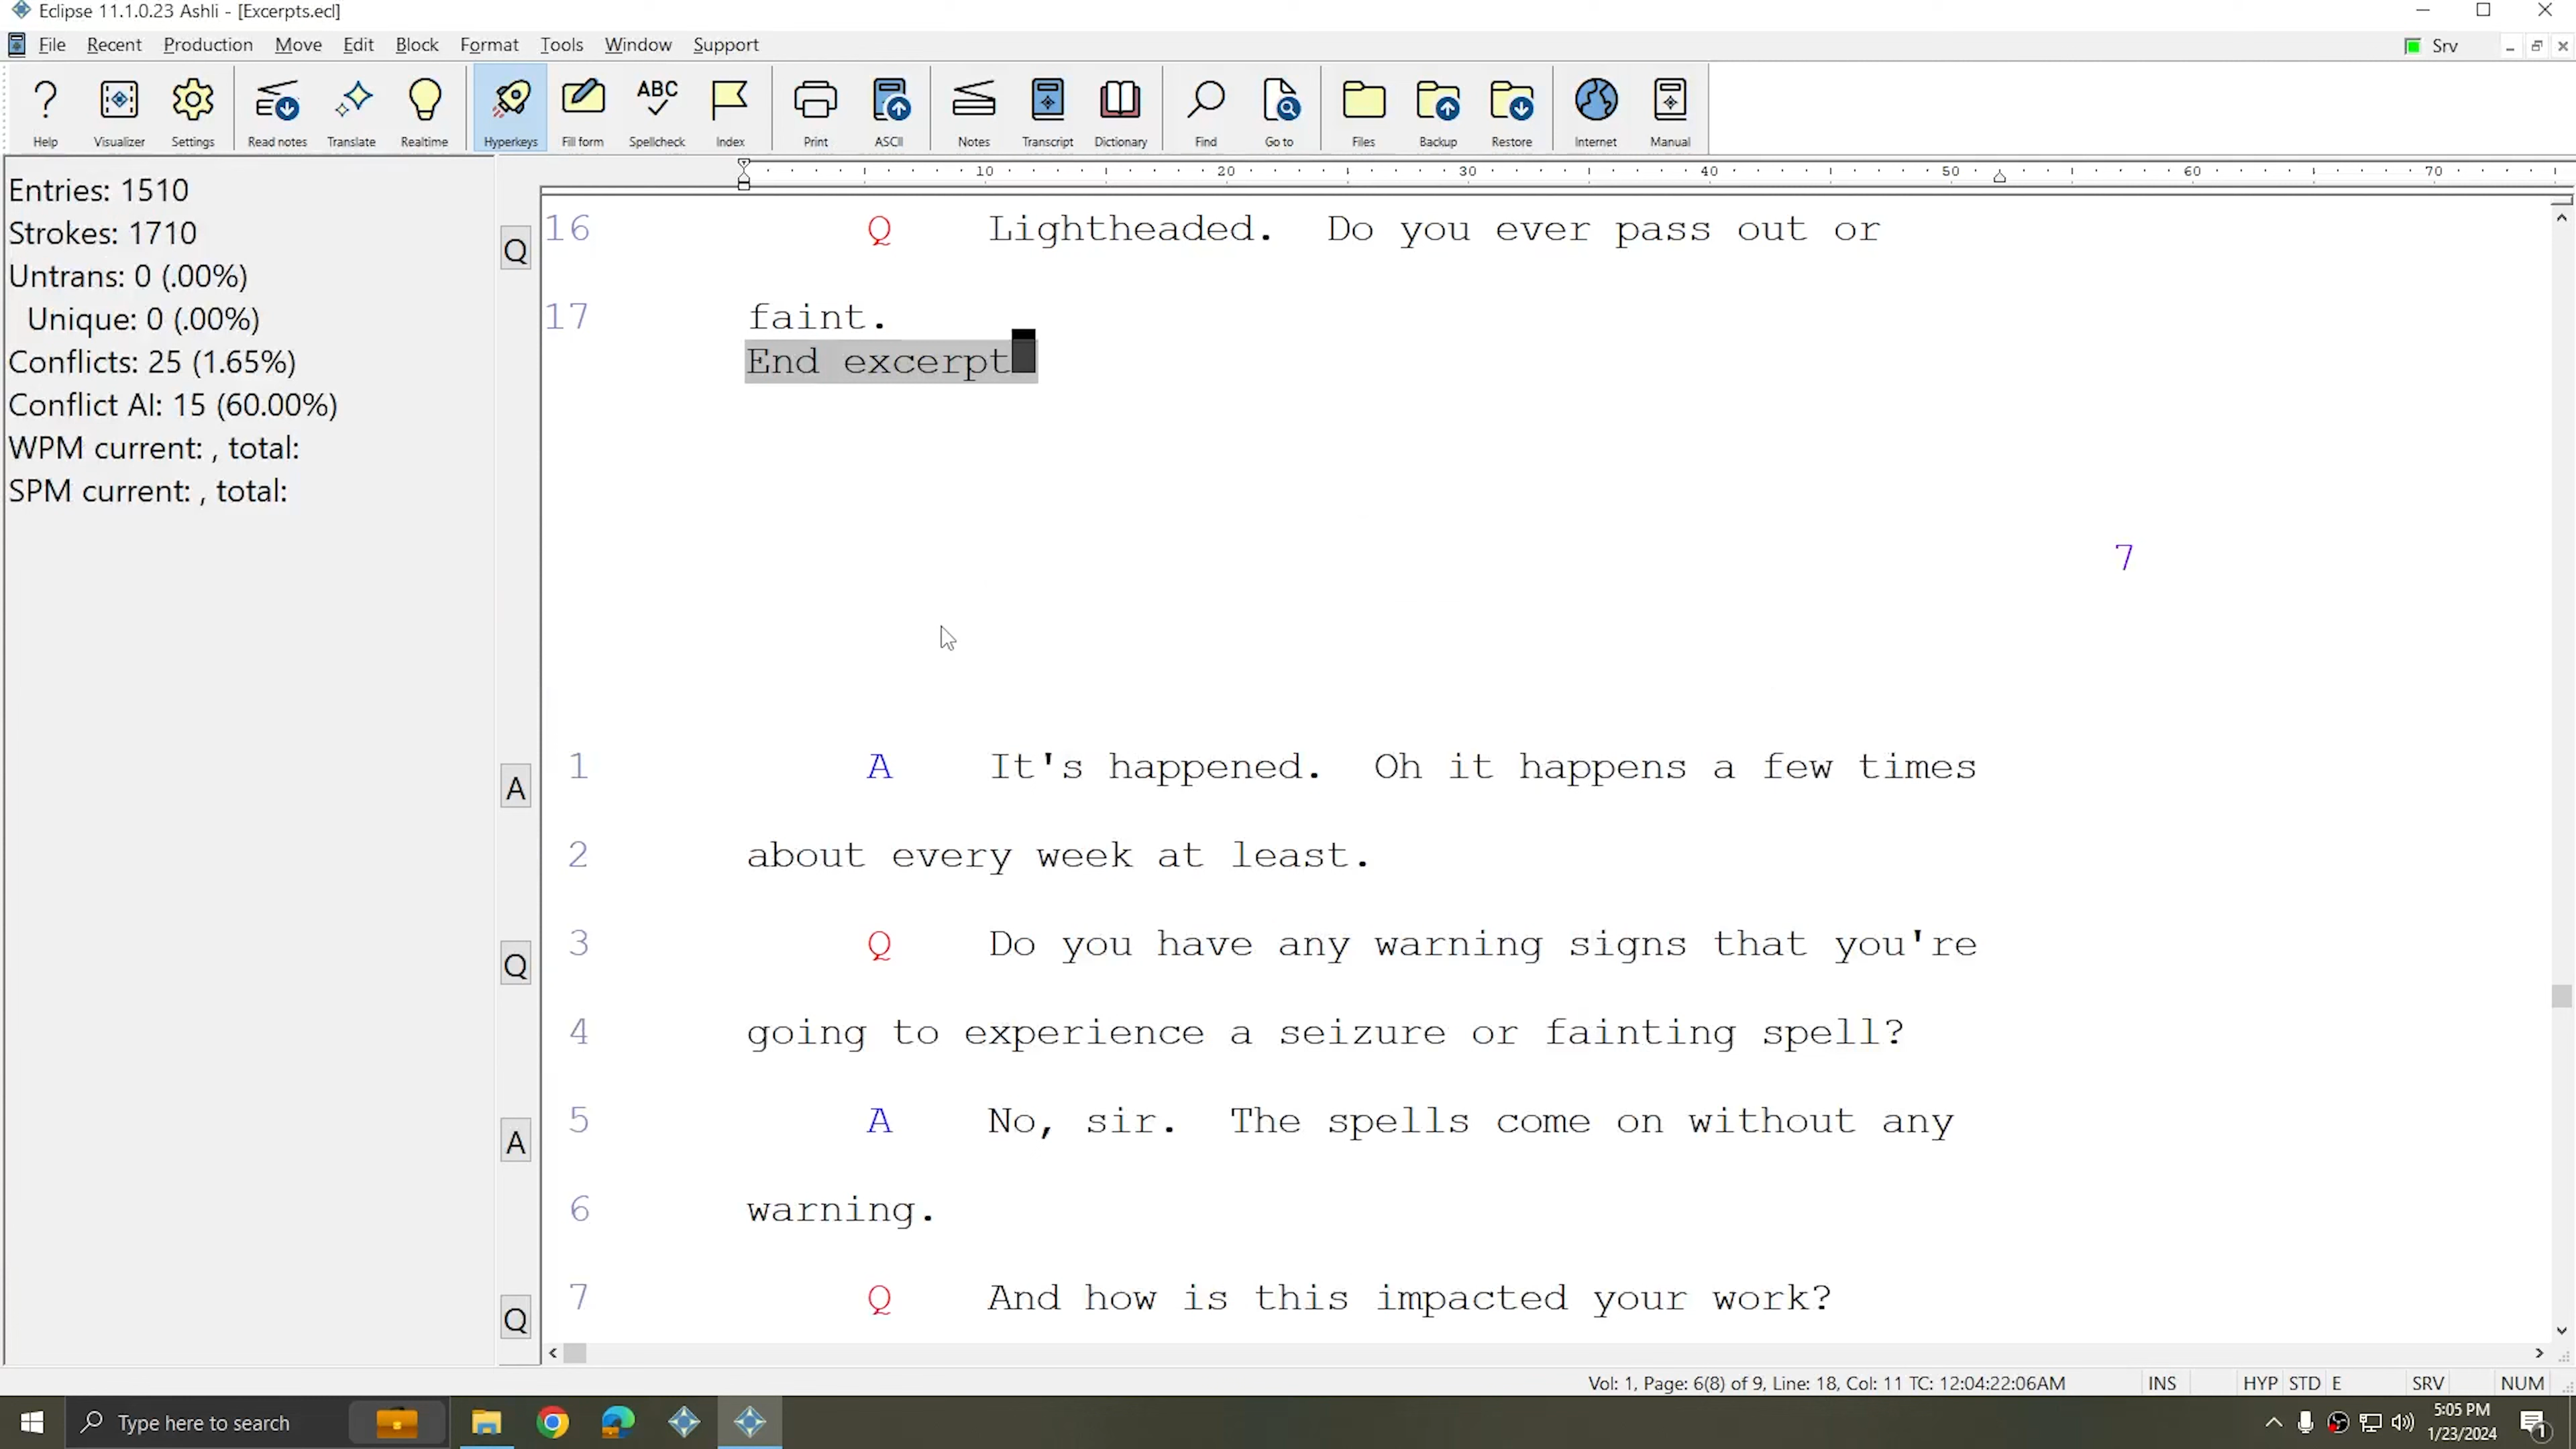 Eclipse 11.1.0.23 Ashli - [Excerpts.ecl]
File Recent Production Move Edit Block Format Tools Window Support
Srv
ABC
Help Visualizer Settings Read notes Translate Realtime Hyperkeys Fill form Spellcheck Index Print ASCII Notes Transcript Dictionary Find Go to Files Backup Restore Internet Manual
10 20 30 40 50 60 70
Entries: 1510
Strokes: 1710
Untrans: 0 (.00%)
Unique: 0 (.00%)
Conflicts: 25 (1.65%)
Conflict AI: 15 (60.00%)
WPM current: , total:
SPM current: , total:
Q 16 Q Lightheaded. Do you ever pass out or
17 faint.
End excerpt
7
A 1 A It's happened. Oh it happens a few times
2 about every week at least.
Q 3 Q Do you have any warning signs that you're
4 going to experience a seizure or fainting spell?
A 5 A No, sir. The spells come on without any
6 warning.
Q 7 Q And how is this impacted your work?
Vol: 1, Page: 6(8) of 9, Line: 18, Col: 11 TC: 12:04:22:06AM INS HYP STD E SRV NUM
Type here to search
5:05 PM
1/23/2024
1